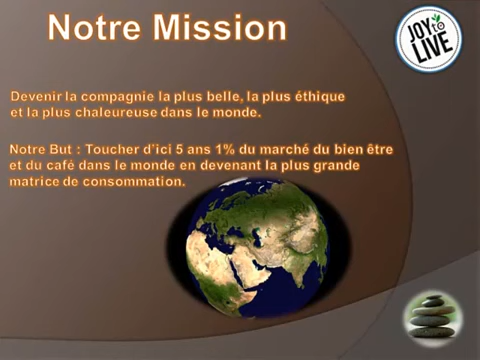 Notre Mission
JOY to
LIVE
Devenir la compagnie la plus belle, la plus éthique
et la plus chaleureuse dans le monde.
Notre But : Toucher d'ici 5 ans 1% du marché du bien être
et du café dans le monde en devenant la plus grande
matrice de consommation.